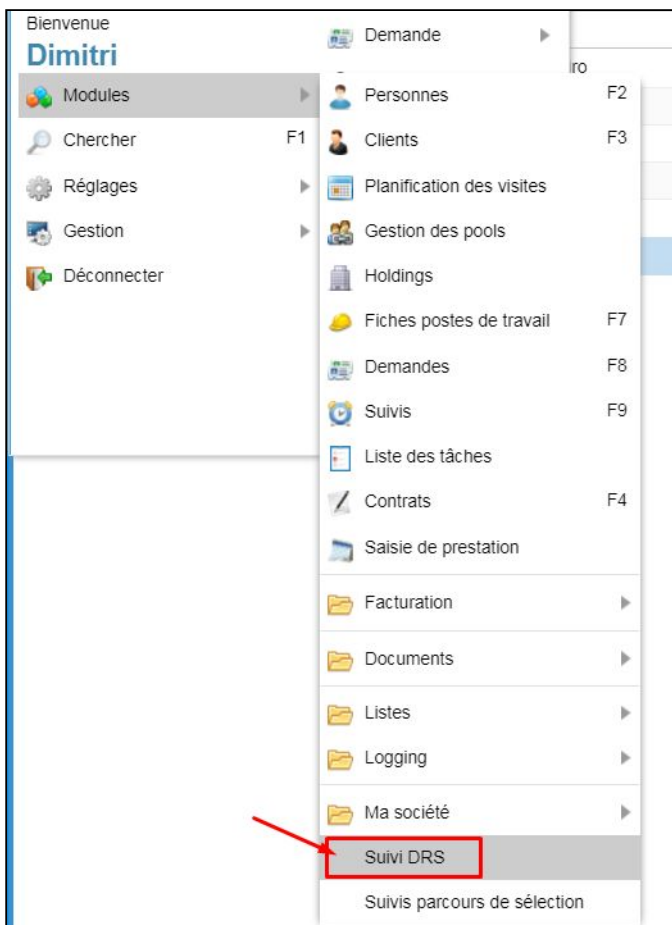 Bienvenue
Dimitri
Modules
Chercher F1
Réglages
Gestion
Déconnecter
Demande
ro
Personnes F2
Clients F3
Planification des visites
Gestion des pools
Holdings
Fiches postes de travail F7
Demandes F8
Suivis F9
Liste des tâches
Contrats F4
Saisie de prestation
Facturation
Documents
Listes
Logging
Ma société
Suivi DRS
Suivis parcours de sélection